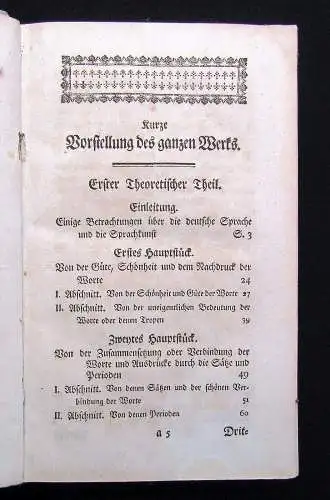 Kurze
Vorstellung des ganzen Werks.
Erster Theoretischer Theil.
Einleitung.
Einige Betrachtungen über die deutsche Sprache
und die Sprachkunst S. 3
Erstes Hauptstück.
Von der Güte, Schönheit und dem Nachdruck der
Worte 24
I. Abschnitt. Von der Schönheit und Güte der Worte 27
II. Abschnitt. Von der uneigentlichen Bedeutung der
Worte oder denen Tropen 39
Zweytes Hauptstück.
Von der Zusammensetzung oder Verbindung der
Worte und Ausdrücke durch die Sätze und
Perioden 49
I. Abschnitt. Von denen Sätzen und der schönen Ver-
bindung der Worte 51
II. Abschnitt. Von denen Perioden 60
a 5 Drit-